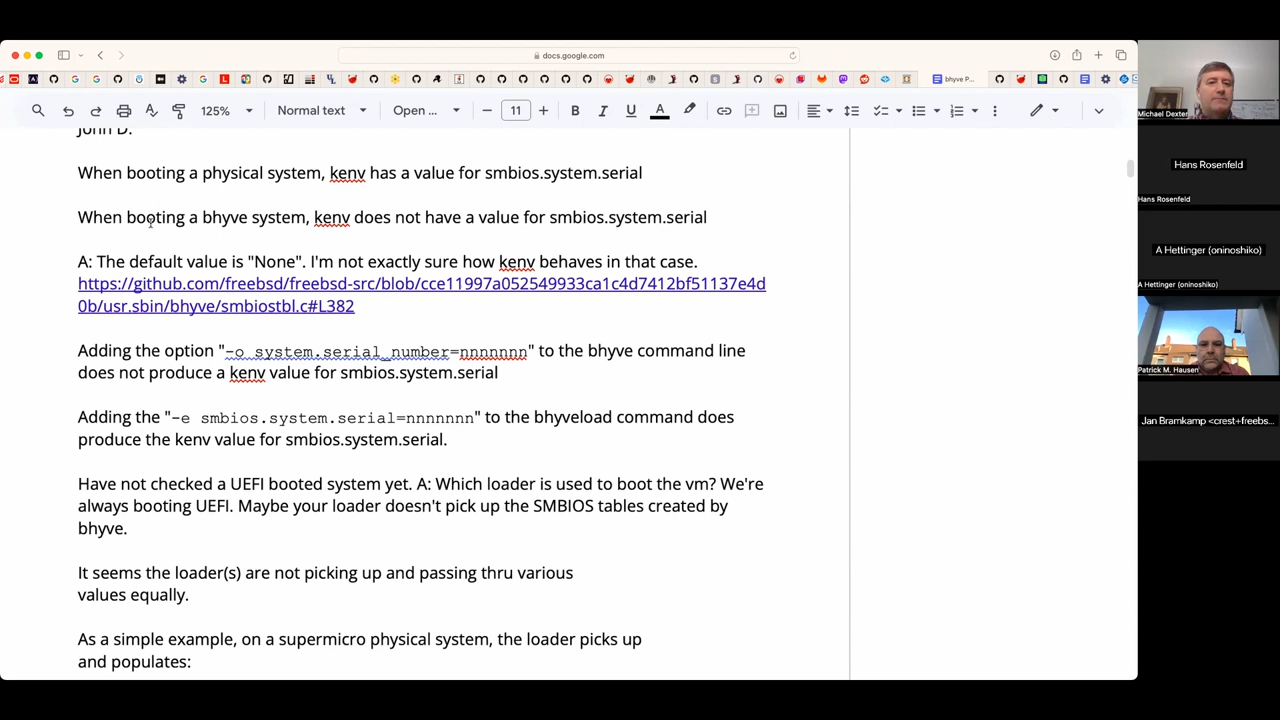 docs.google.com
bhyve P...
125%
Normal text
Open ...
11
John D.
When booting a physical system, kenv has a value for smbios.system.serial
When booting a bhyve system, kenv does not have a value for smbios.system.serial
A: The default value is "None". I'm not exactly sure how kenv behaves in that case.
https://github.com/freebsd/freebsd-src/blob/cce11997a052549933ca1c4d7412bf51137e4d
0b/usr.sbin/bhyve/smbiostbl.c#L382
Adding the option "-o system.serial_number=nnnnnnn" to the bhyve command line
does not produce a kenv value for smbios.system.serial
Adding the "-e smbios.system.serial=nnnnnnn" to the bhyveload command does
produce the kenv value for smbios.system.serial.
Have not checked a UEFI booted system yet. A: Which loader is used to boot the vm? We're
always booting UEFI. Maybe your loader doesn't pick up the SMBIOS tables created by
bhyve.
It seems the loader(s) are not picking up and passing thru various
values equally.
As a simple example, on a supermicro physical system, the loader picks up
and populates:
Michael Dexter
Hans Rosenfeld
Hans Rosenfeld
A Hettinger (oninoshiko)
A Hettinger (oninoshiko)
Patrick M. Hausen
Jan Bramkamp <crest+freebs...